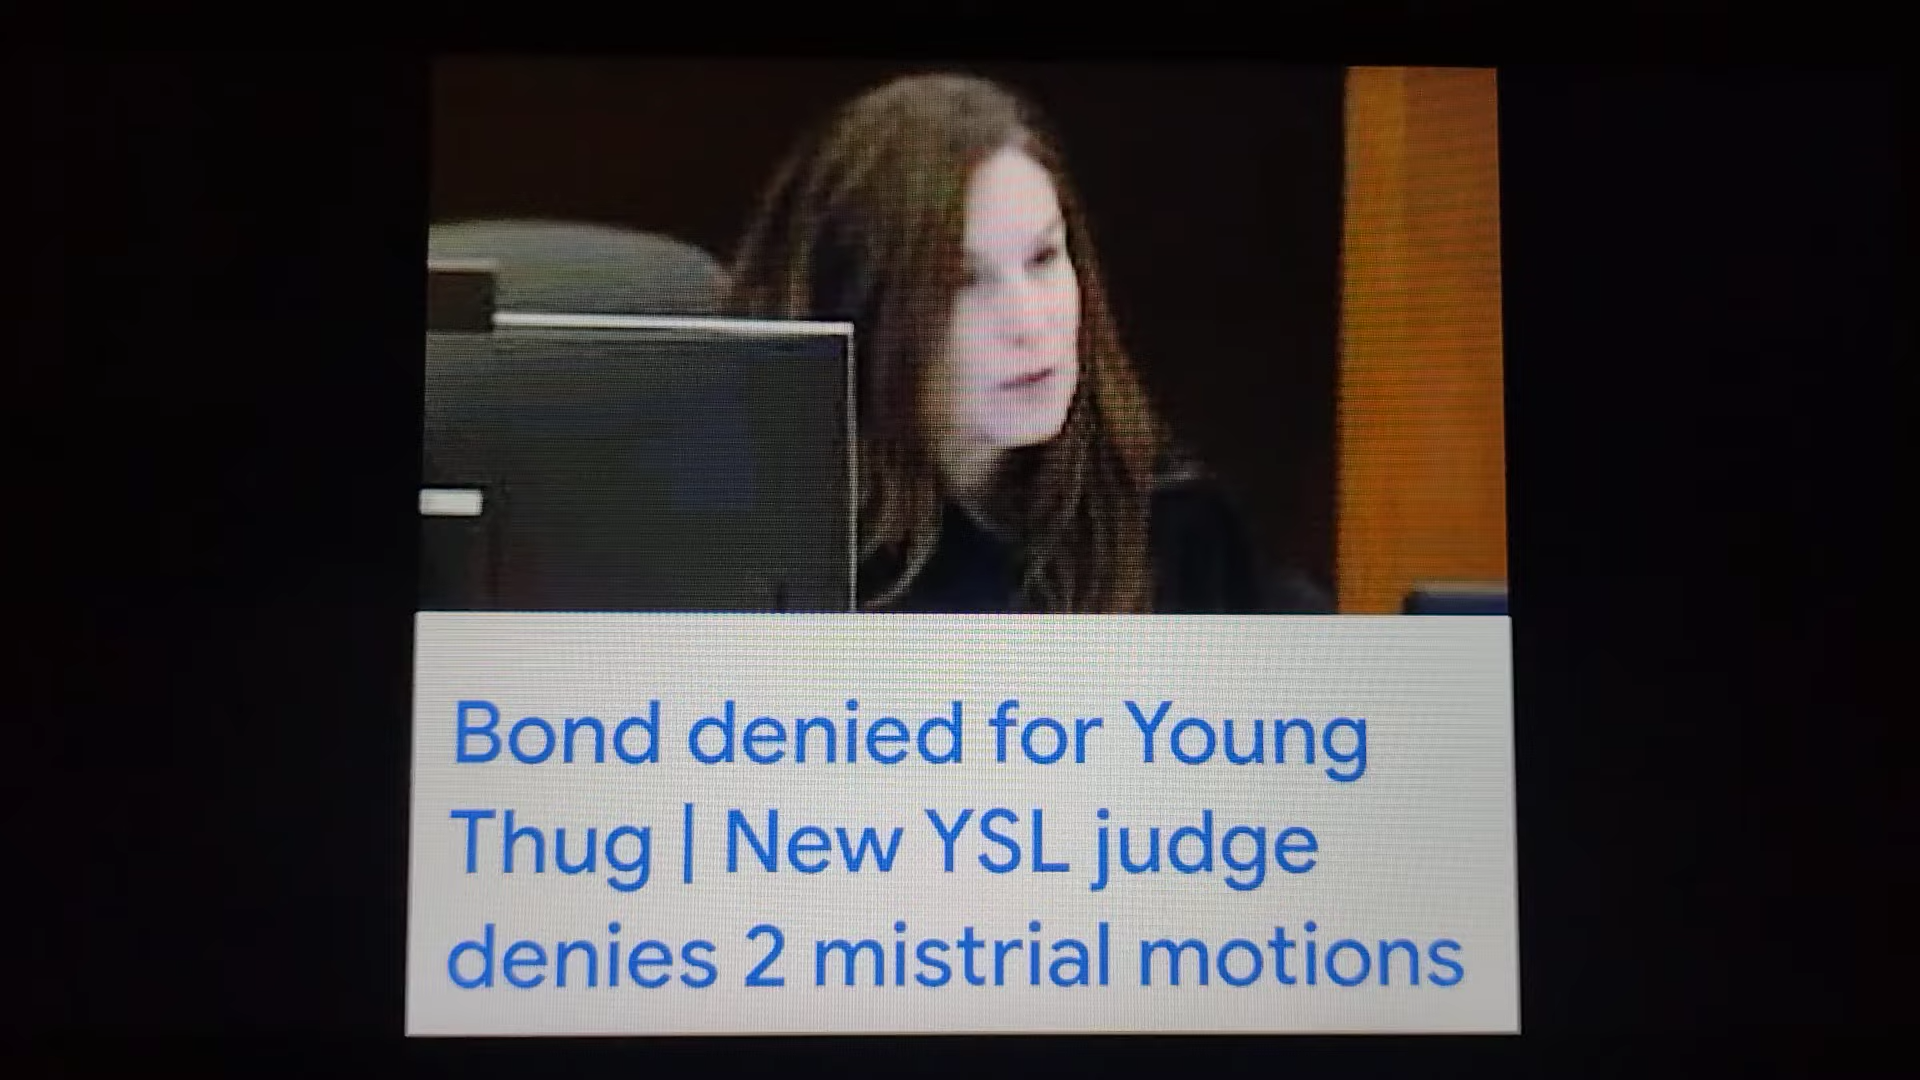 Bond denied for Young
Thug | New YSL judge
denies 2 mistrial motions